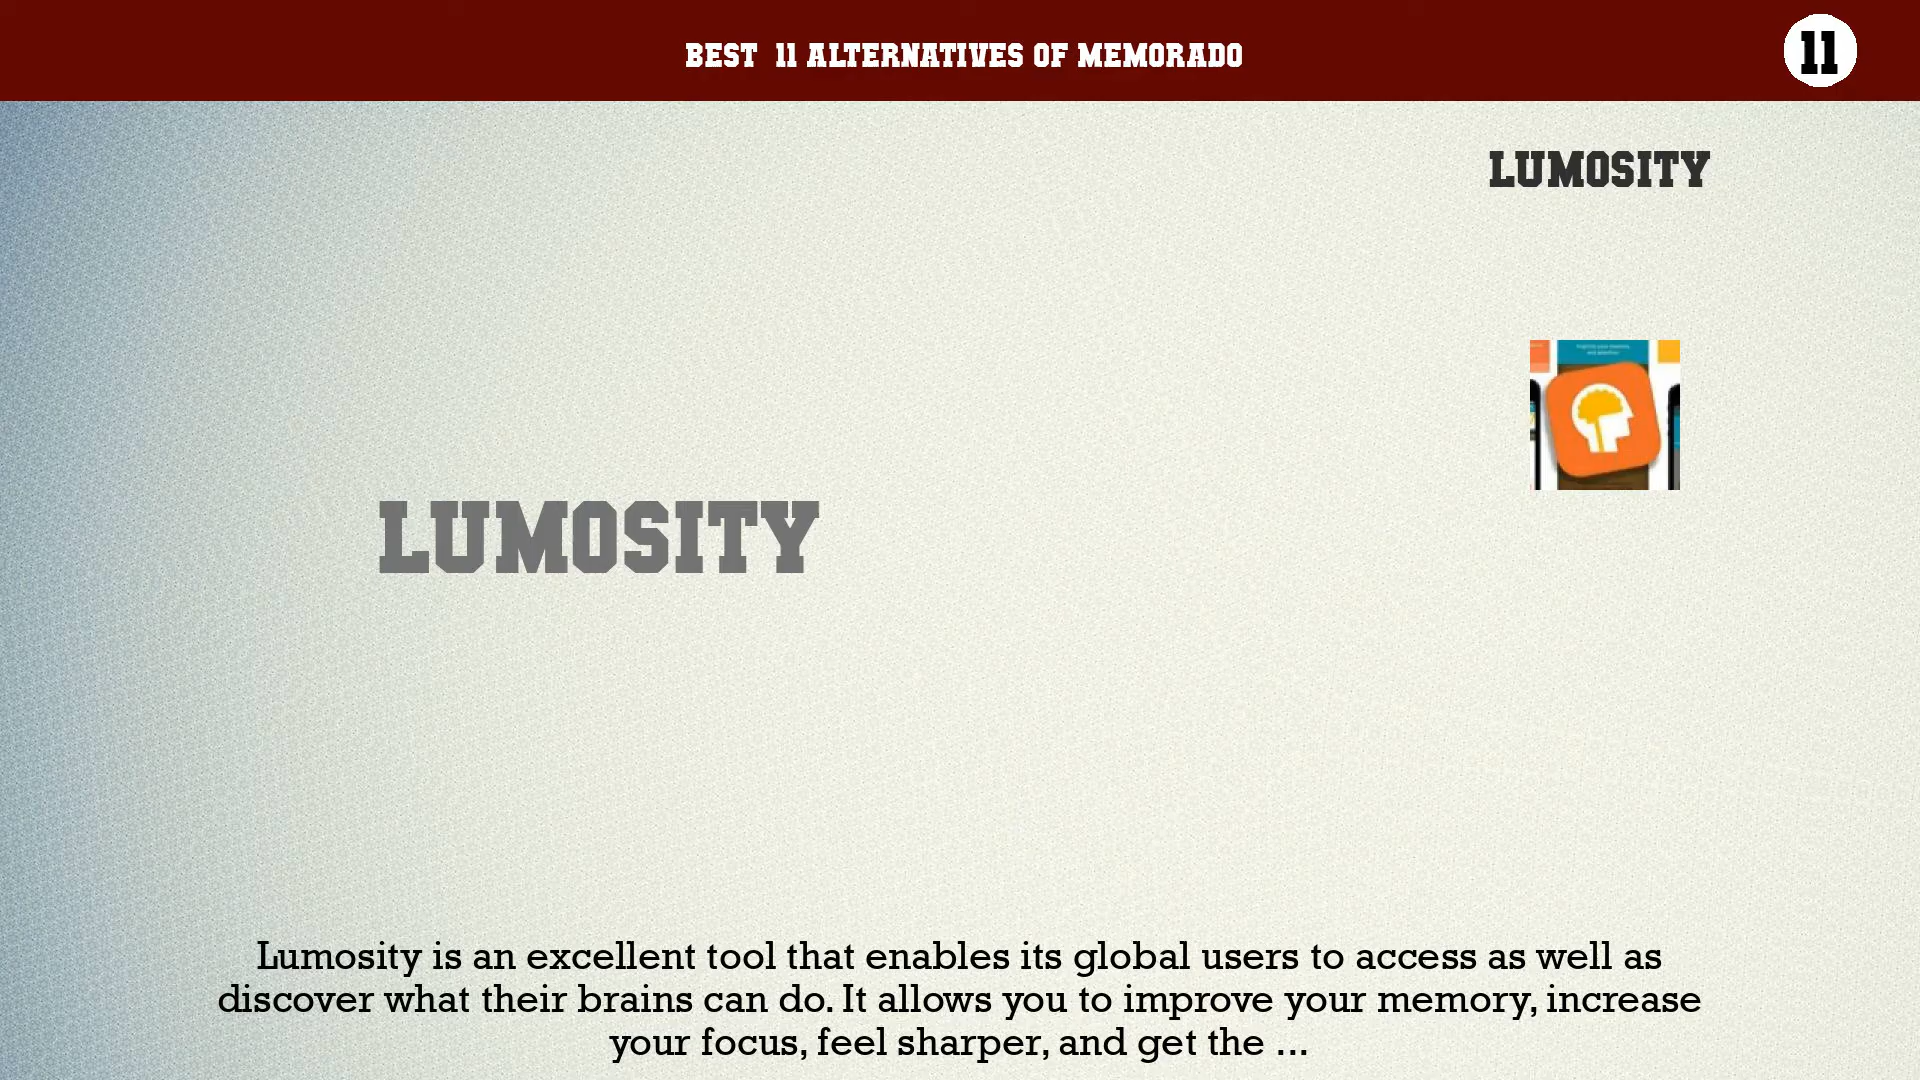 BEST 11 ALTERNATIVES OF MEMORADO
11
LUMOSITY
LUMOSITY
Lumosity is an excellent tool that enables its global users to access as well as
discover what their brains can do. It allows you to improve your memory, increase
your focus, feel sharper, and get the ...